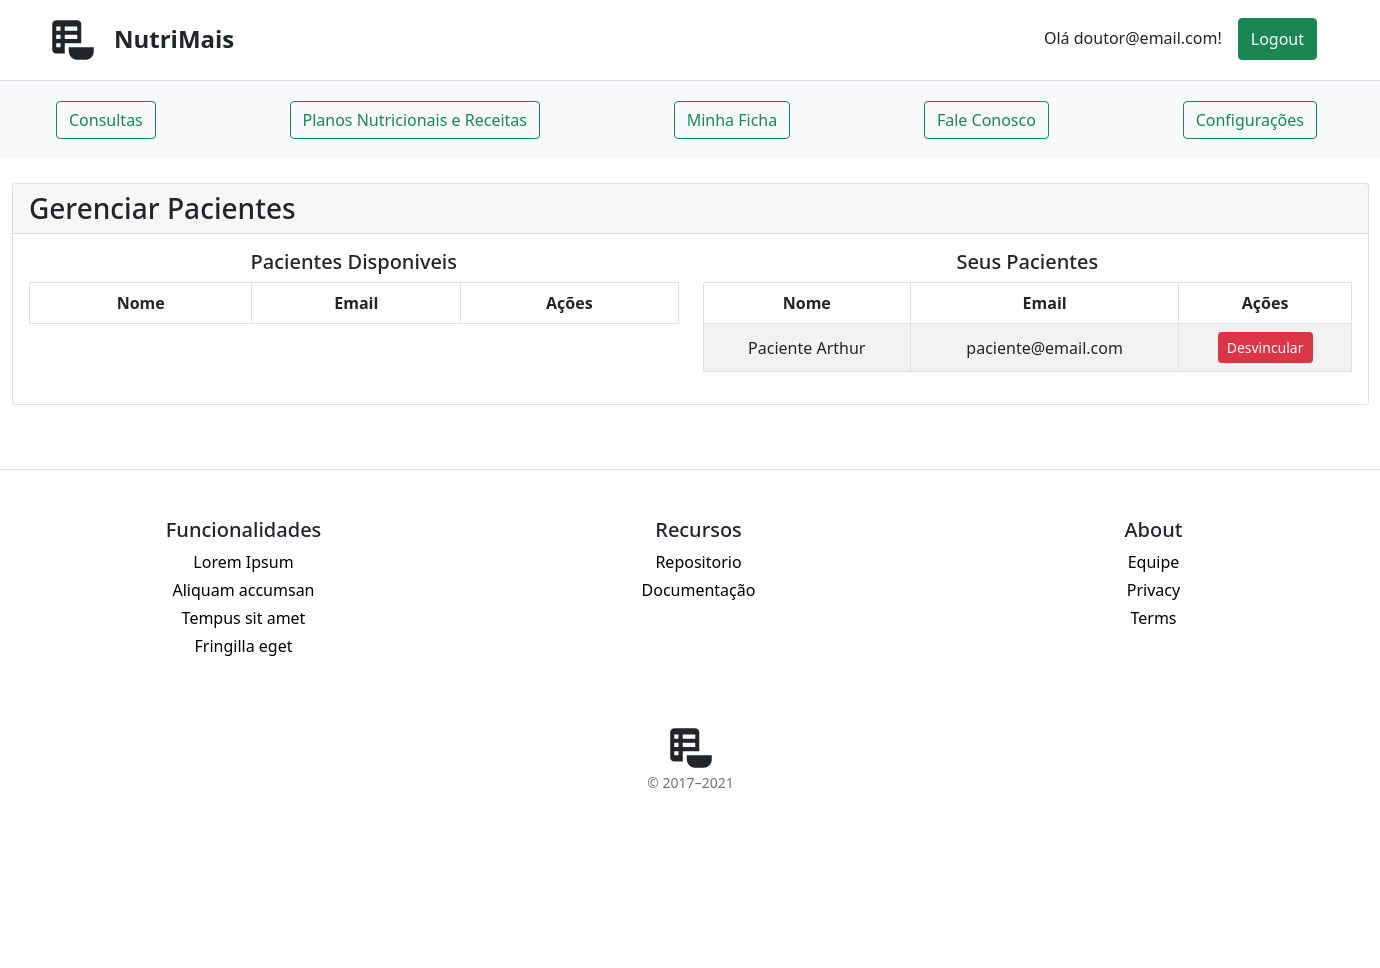 NutriMais
Olá doutor@email.com!
Logout
Consultas
Planos Nutricionais e Receitas
Minha Ficha
Fale Conosco
Configurações
Gerenciar Pacientes
Pacientes Disponiveis
Nome Email Ações
Seus Pacientes
Nome Email Ações
Paciente Arthur paciente@email.com Desvincular
Funcionalidades
Lorem Ipsum
Aliquam accumsan
Tempus sit amet
Fringilla eget
Recursos
Repositorio
Documentação
About
Equipe
Privacy
Terms
© 2017–2021